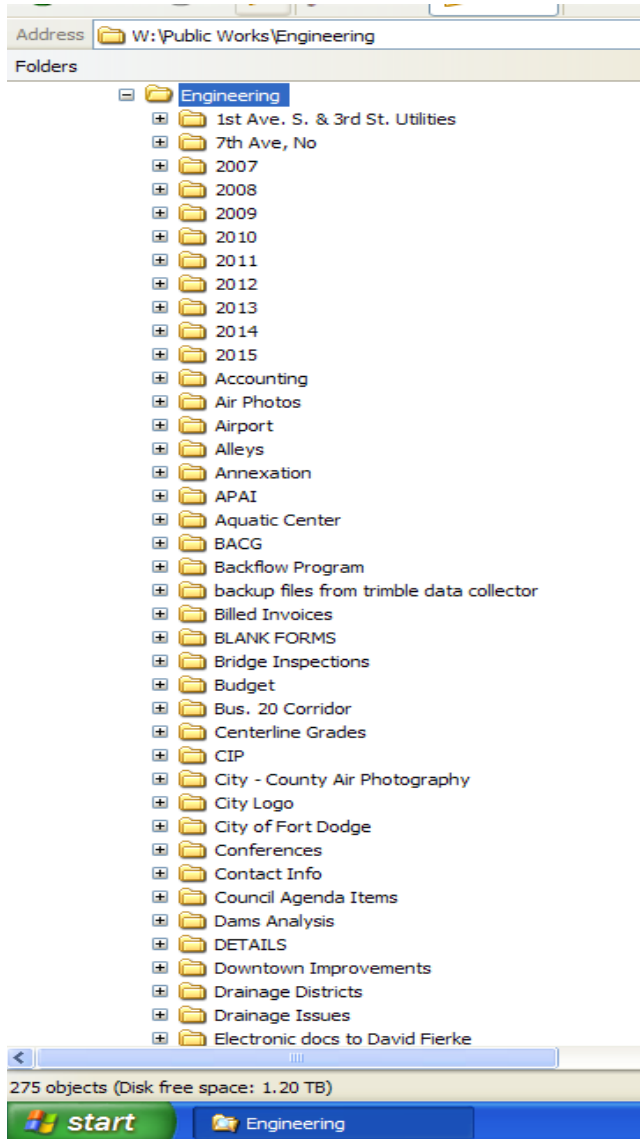 Address W:\Public Works\Engineering
Folders
Engineering
1st Ave. S. & 3rd St. Utilities
7th Ave, No
2007
2008
2009
2010
2011
2012
2013
2014
2015
Accounting
Air Photos
Airport
Alleys
Annexation
APAI
Aquatic Center
BACG
Backflow Program
backup files from trimble data collector
Billed Invoices
BLANK FORMS
Bridge Inspections
Budget
Bus. 20 Corridor
Centerline Grades
CIP
City - County Air Photography
City Logo
City of Fort Dodge
Conferences
Contact Info
Council Agenda Items
Dams Analysis
DETAILS
Downtown Improvements
Drainage Districts
Drainage Issues
Electronic docs to David Fierke
275 objects (Disk free space: 1.20 TB)
start Engineering